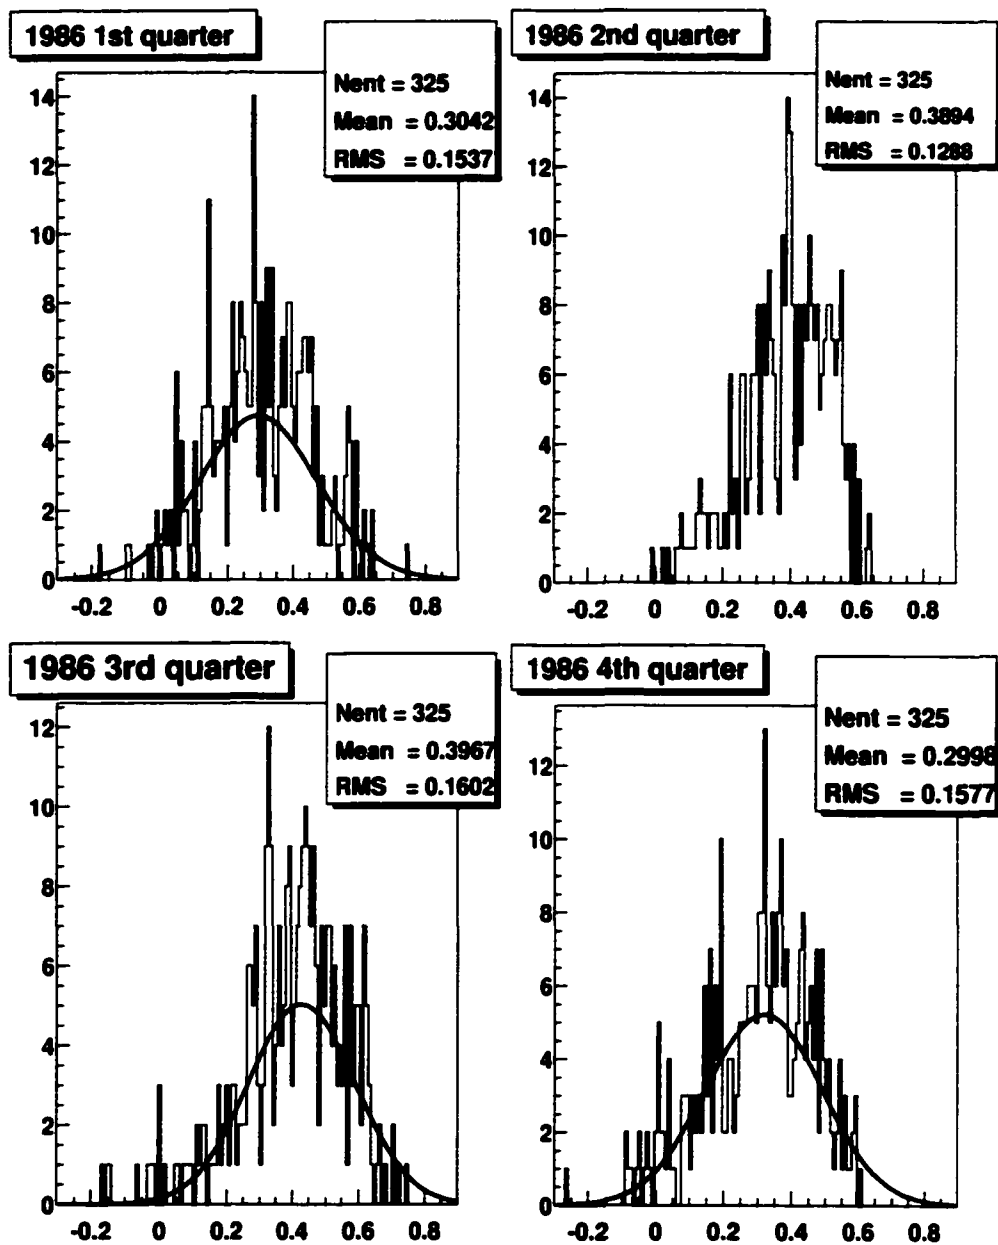 1986 1st quarter
Nent = 325
Mean = 0.3042
RMS = 0.1537
14
12
10
8
6
4
2
0
-0.2 0 0.2 0.4 0.6 0.8
1986 2nd quarter
Nent = 325
Mean = 0.3894
RMS = 0.1288
14
12
10
8
6
4
2
0
-0.2 0 0.2 0.4 0.6 0.8
1986 3rd quarter
Nent = 325
Mean = 0.3967
RMS = 0.1602
12
10
8
6
4
2
0
-0.2 0 0.2 0.4 0.6 0.8
1986 4th quarter
Nent = 325
Mean = 0.2998
RMS = 0.1577
12
10
8
6
4
2
0
-0.2 0 0.2 0.4 0.6 0.8